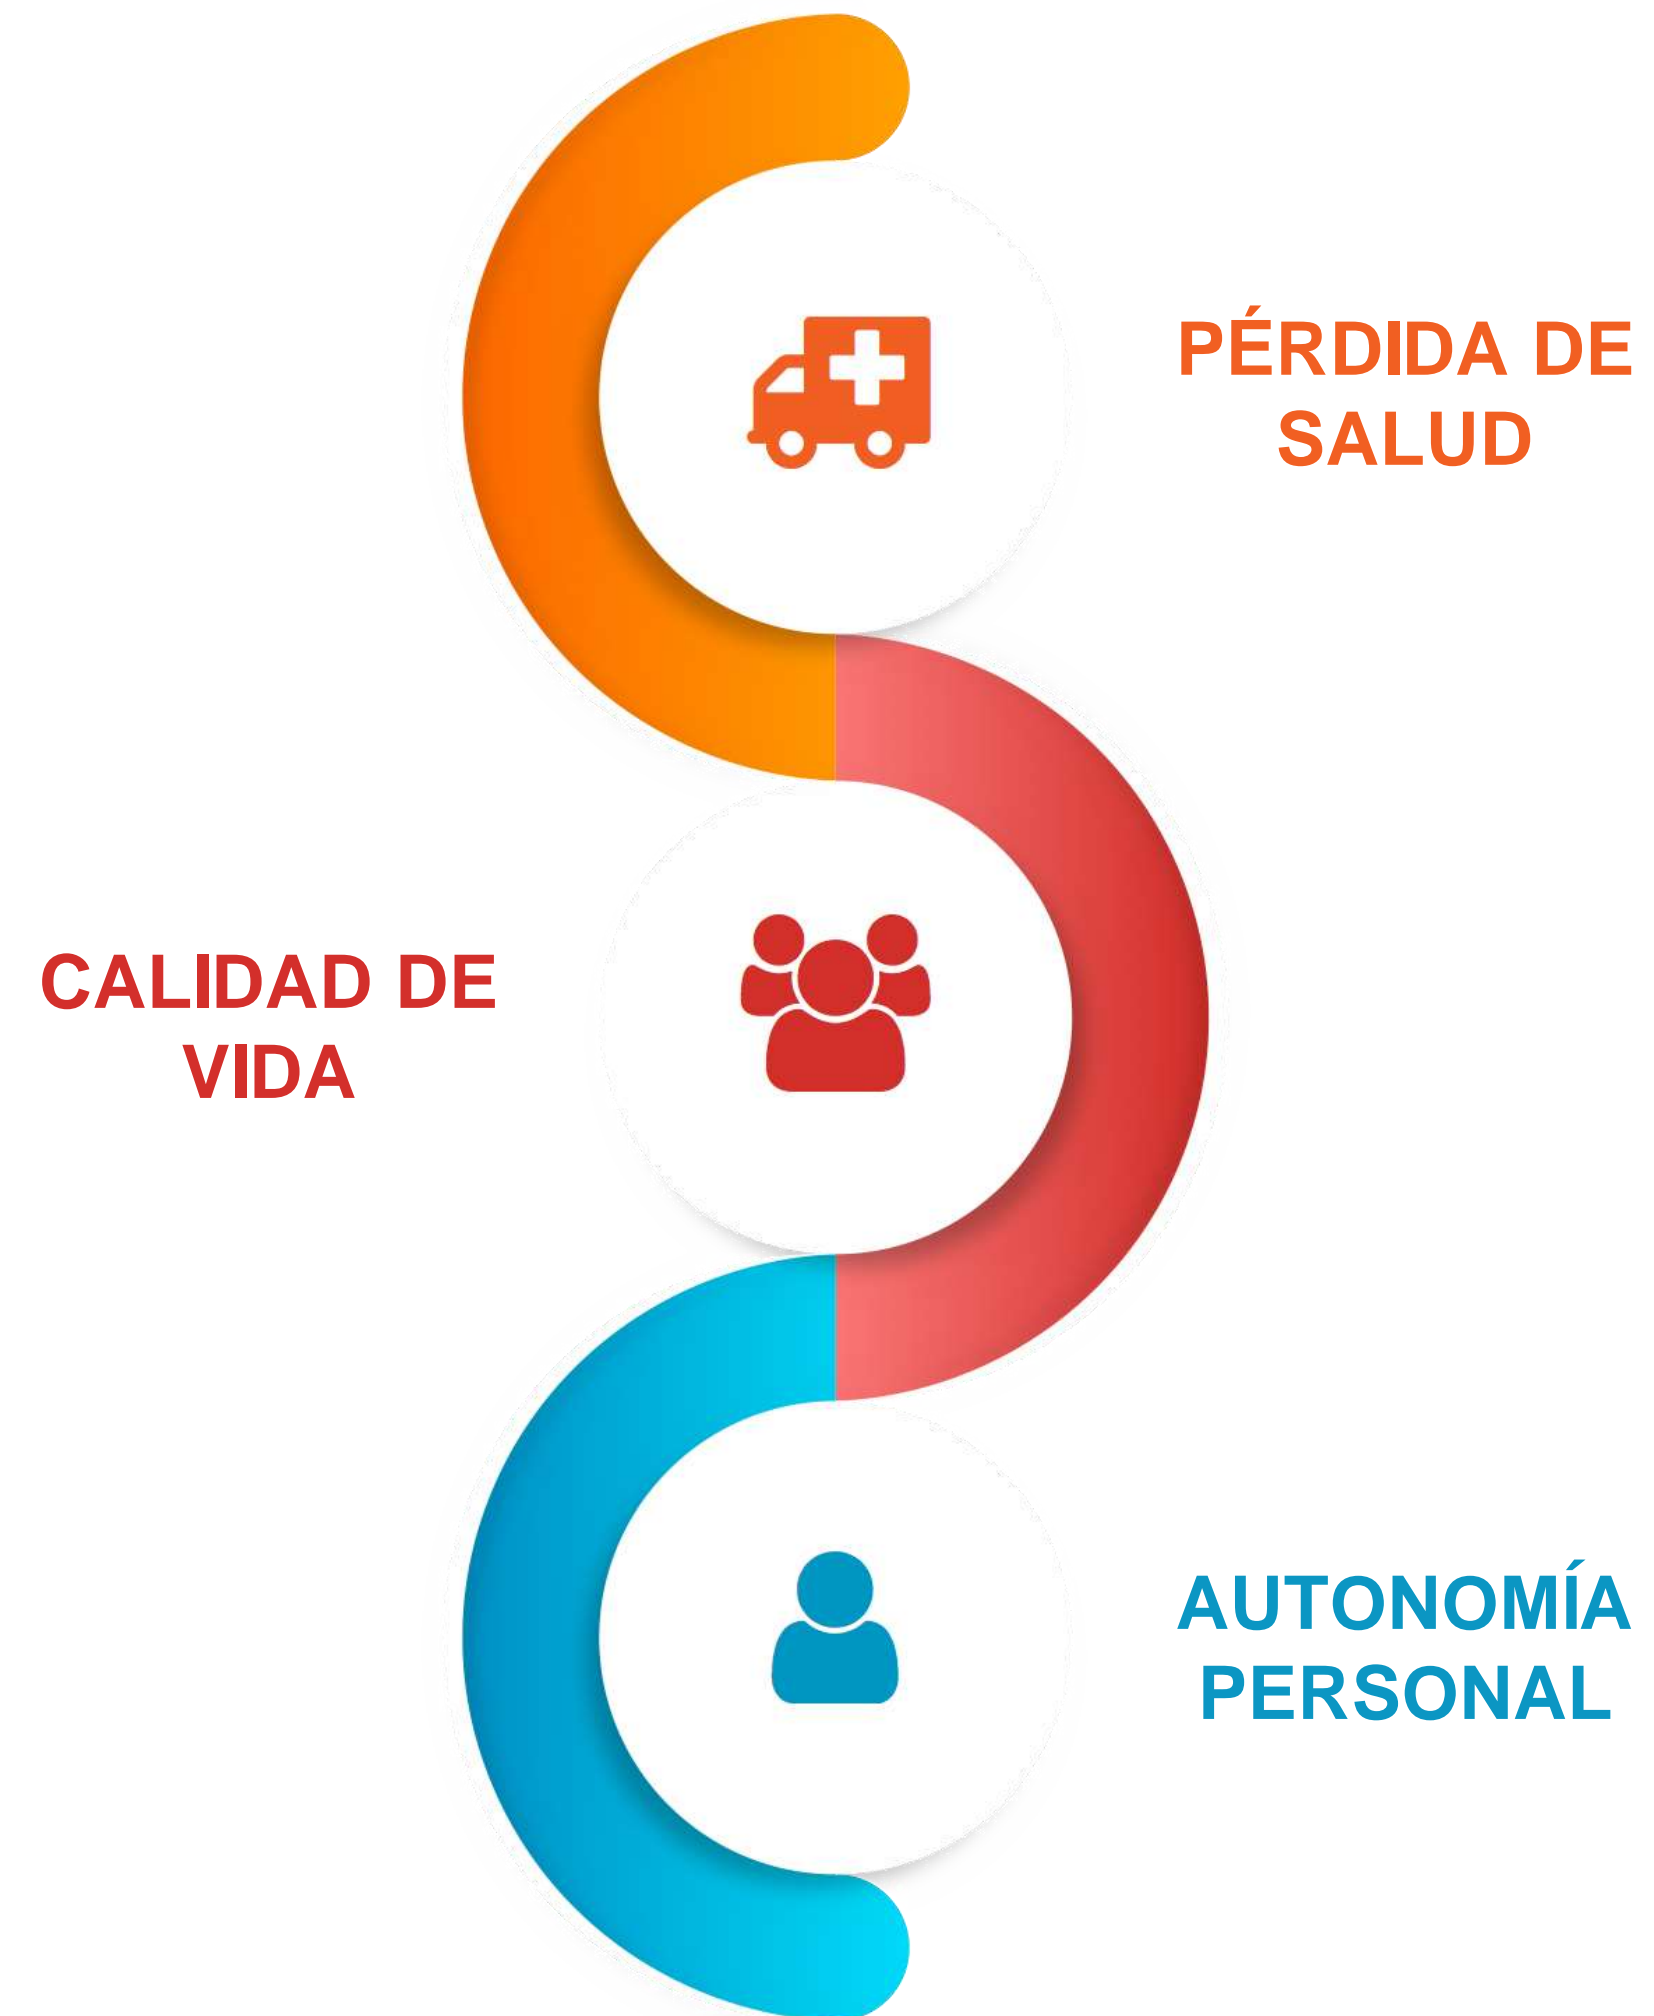 PÉRDIDA DE
SALUD
CALIDAD DE
VIDA
AUTONOMÍA
PERSONAL